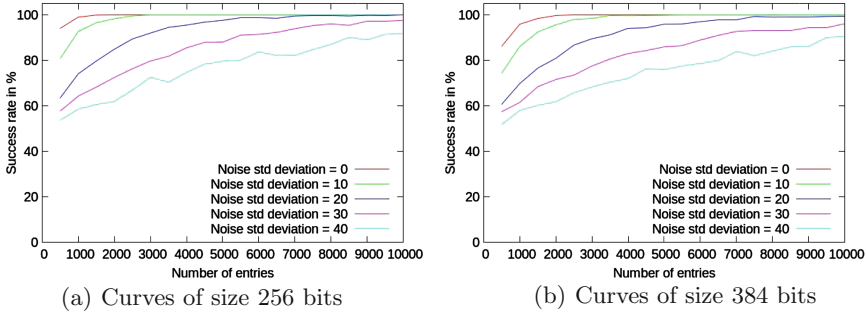 Success rate in %
100
80
60
40
20
0
Noise std deviation = 0
Noise std deviation = 10
Noise std deviation = 20
Noise std deviation = 30
Noise std deviation = 40
0 1000 2000 3000 4000 5000 6000 7000 8000 9000 10000
Number of entries
(a) Curves of size 256 bits
Success rate in %
100
80
60
40
20
0
Noise std deviation = 0
Noise std deviation = 10
Noise std deviation = 20
Noise std deviation = 30
Noise std deviation = 40
0 1000 2000 3000 4000 5000 6000 7000 8000 9000 10000
Number of entries
(b) Curves of size 384 bits